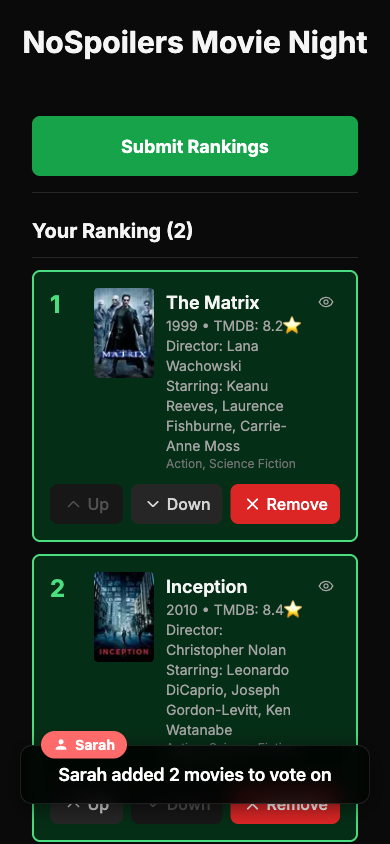 NoSpoilers Movie Night
Submit Rankings
Your Ranking (2)
1
MATRIX
The Matrix
1999 • TMDB: 8.2⭐
Director: Lana
Wachowski
Starring: Keanu
Reeves, Laurence
Fishburne, Carrie-
Anne Moss
Action, Science Fiction
Up
Down
Remove
2
INCEPTION
Inception
2010 • TMDB: 8.4⭐
Director:
Christopher Nolan
Starring: Leonardo
DiCaprio, Joseph
Gordon-Levitt, Ken
Watanabe
Sarah
Sarah added 2 movies to vote on
Up
Down
Remove